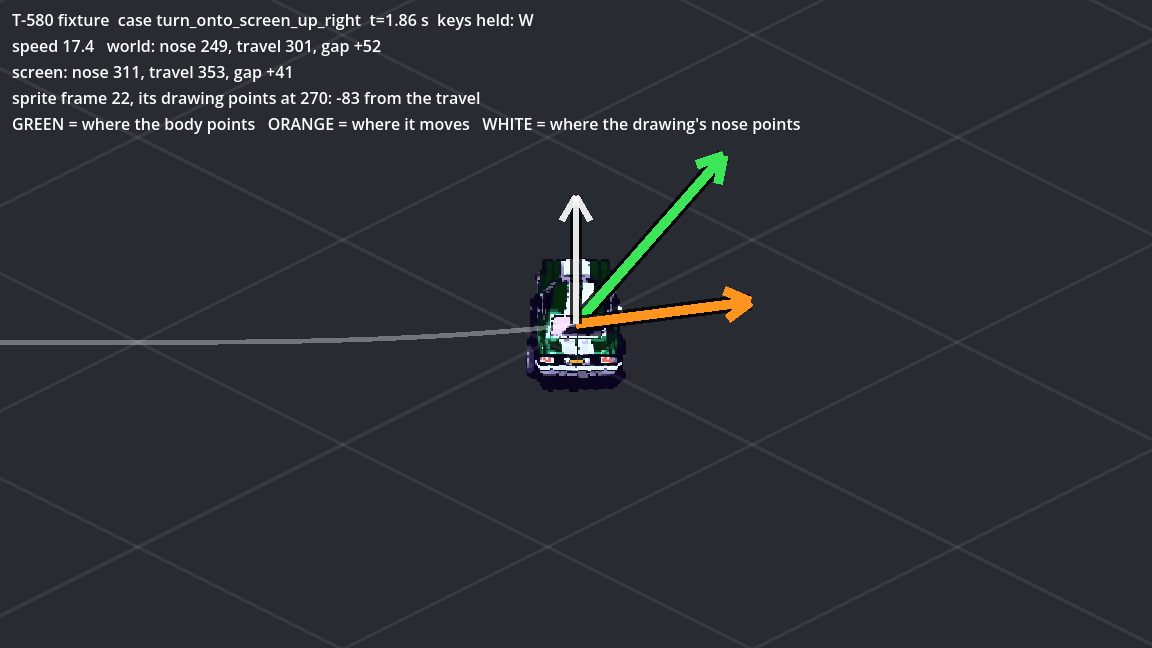 T-580 fixture  case turn_onto_screen_up_right  t=1.86 s  keys held: W
speed 17.4   world: nose 249, travel 301, gap +52
screen: nose 311, travel 353, gap +41
sprite frame 22, its drawing points at 270: -83 from the travel
GREEN = where the body points   ORANGE = where it moves   WHITE = where the drawing's nose points